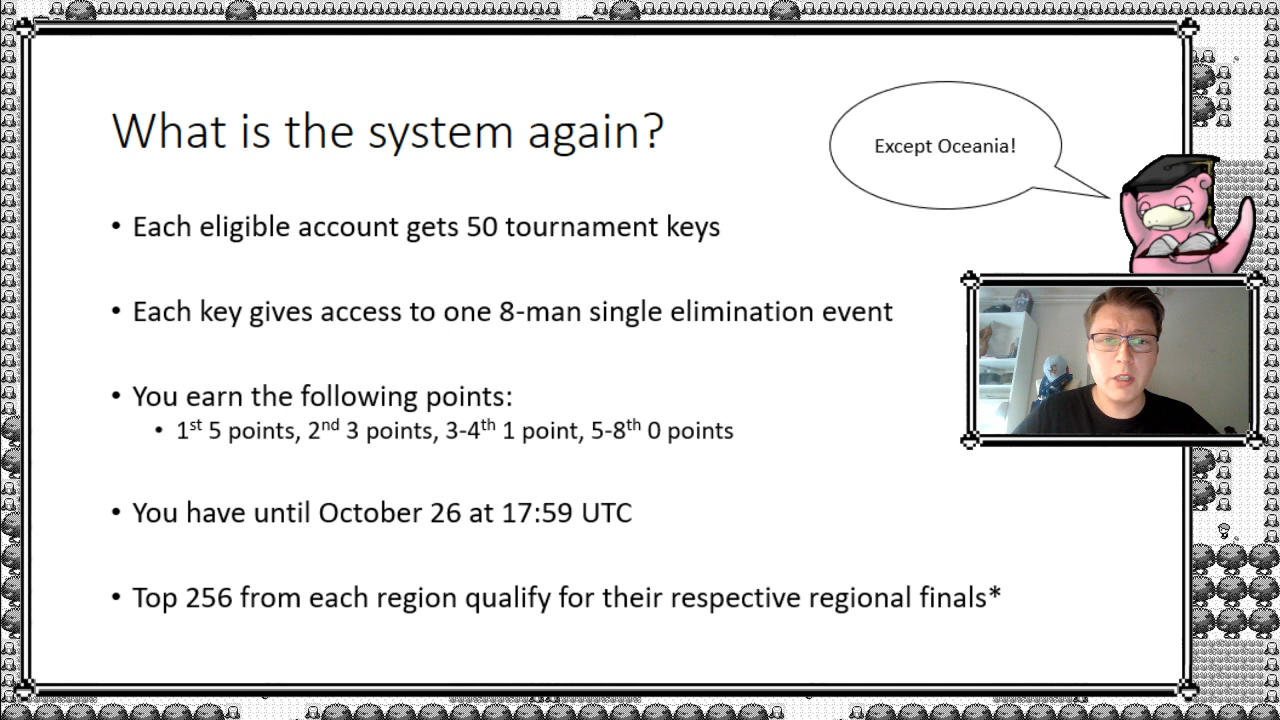 What is the system again?
Except Oceania!
• Each eligible account gets 50 tournament keys
• Each key gives access to one 8-man single elimination event
• You earn the following points:
• 1st 5 points, 2nd 3 points, 3-4th 1 point, 5-8th 0 points
• You have until October 26 at 17:59 UTC
• Top 256 from each region qualify for their respective regional finals*